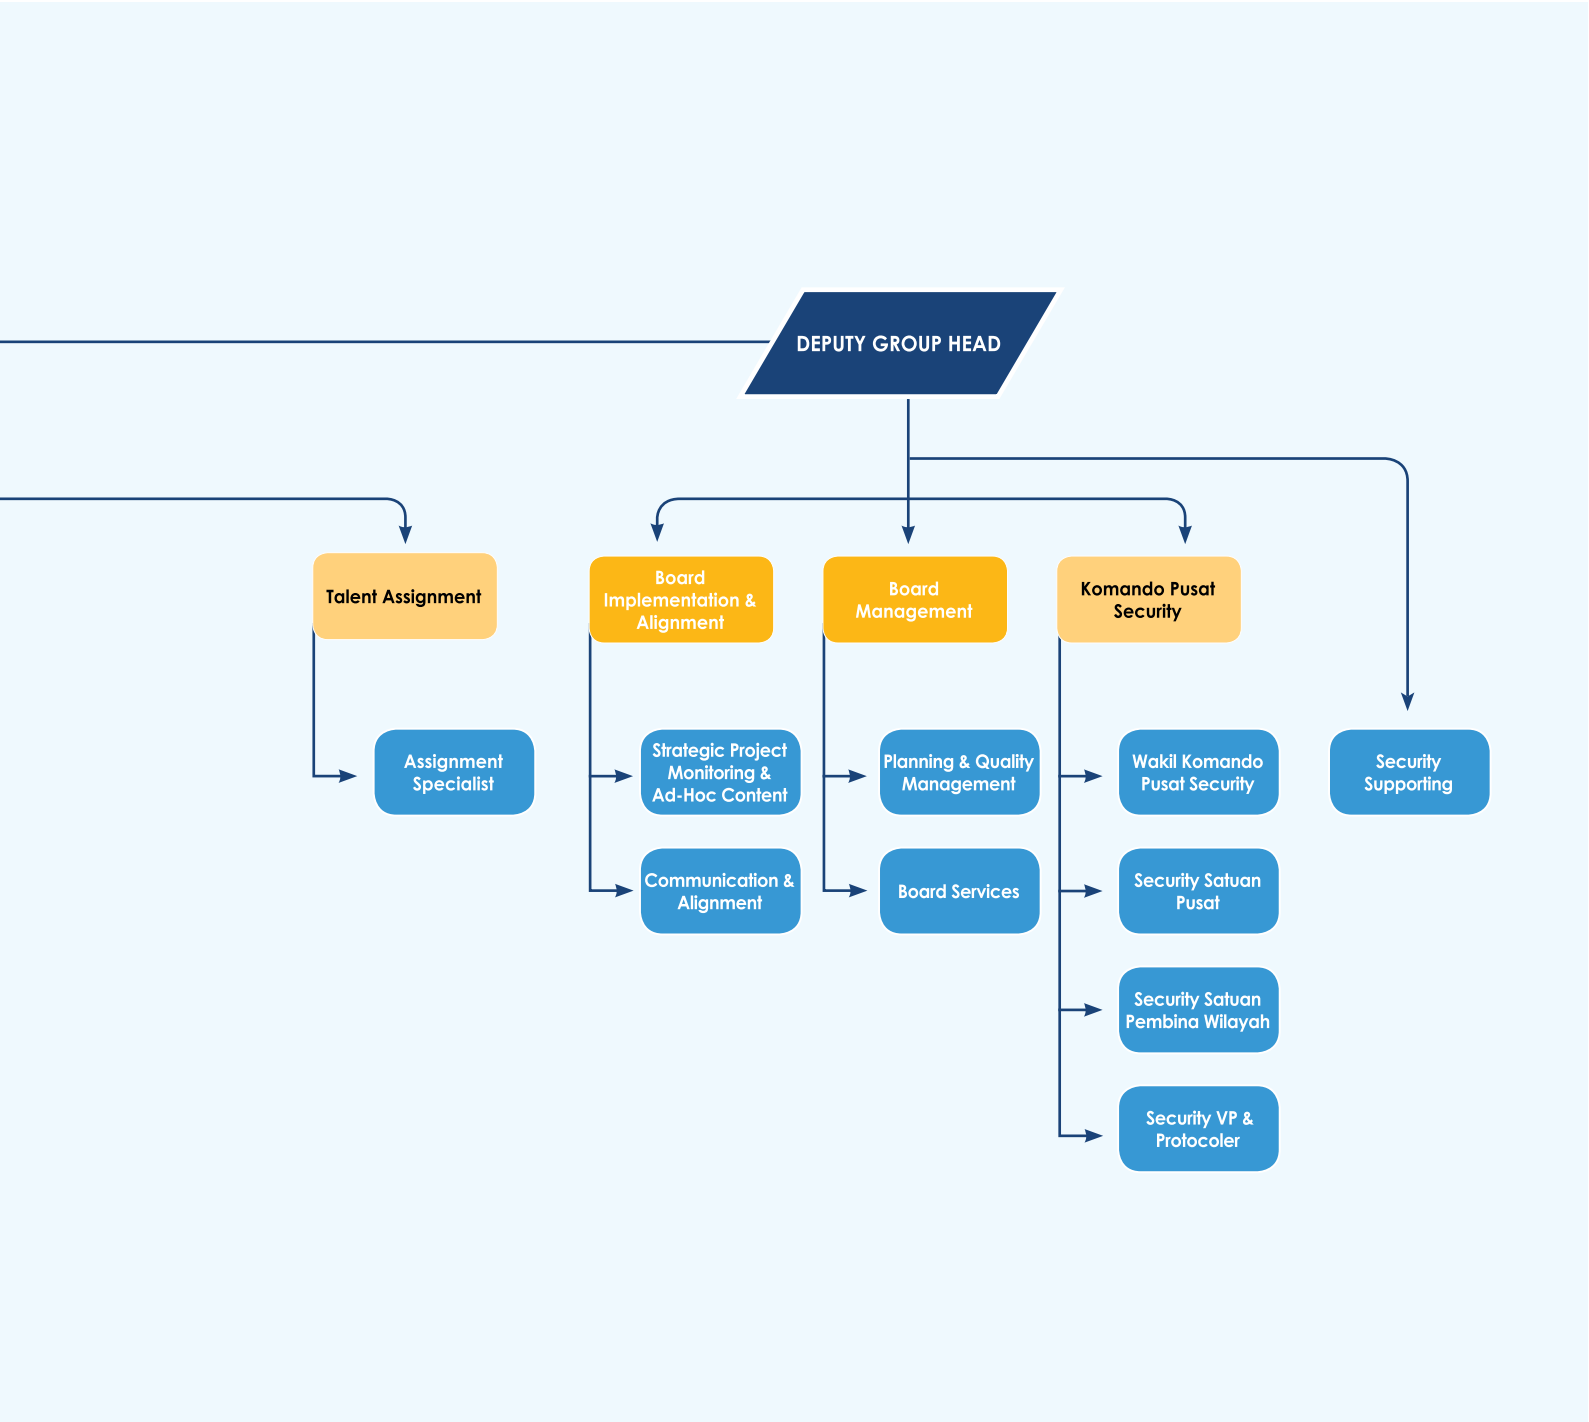 DEPUTY GROUP HEAD
Talent Assignment
Board
Implementation &
Alignment
Board
Management
Komando Pusat
Security
Assignment
Specialist
Strategic Project
Monitoring &
Ad-Hoc Content
Planning & Quality
Management
Wakil Komando
Pusat Security
Security
Supporting
Communication &
Alignment
Board Services
Security Satuan
Pusat
Security Satuan
Pembina Wilayah
Security VP &
Protocoler